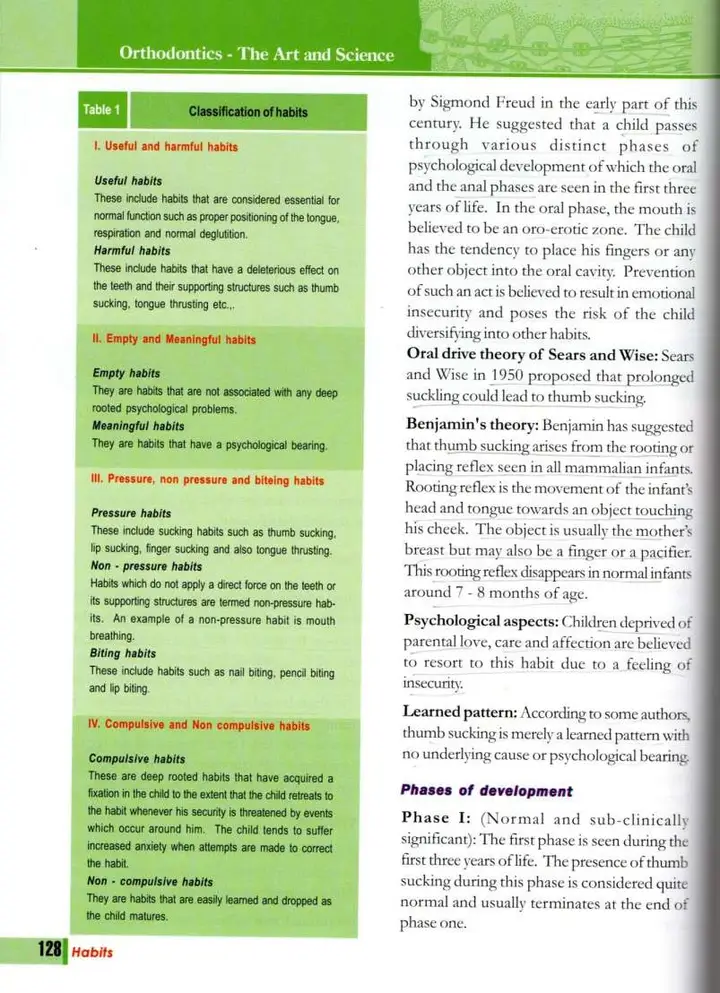 Orthodontics - The Art and Science
Table 1
Classification of habits
I. Useful and harmful habits
Useful habits
These include habits that are considered essential for
normal function such as proper positioning of the tongue,
respiration and normal deglutition.
Harmful habits
These include habits that have a deleterious effect on
the teeth and their supporting structures such as thumb
sucking, tongue thrusting etc.,.
II. Empty and Meaningful habits
Empty habits
They are habits that are not associated with any deep
rooted psychological problems.
Meaningful habits
They are habits that have a psychological bearing.
III. Pressure, non pressure and biteing habits
Pressure habits
These include sucking habits such as thumb sucking,
lip sucking, finger sucking and also tongue thrusting.
Non - pressure habits
Habits which do not apply a direct force on the teeth or
its supporting structures are termed non-pressure hab-
its. An example of a non-pressure habit is mouth
breathing.
Biting habits
These include habits such as nail biting, pencil biting
and lip biting.
IV. Compulsive and Non compulsive habits
Compulsive habits
These are deep rooted habits that have acquired a
fixation in the child to the extent that the child retreats to
the habit whenever his security is threatened by events
which occur around him. The child tends to suffer
increased anxiety when attempts are made to correct
the habit.
Non - compulsive habits
They are habits that are easily learned and dropped as
the child matures.
by Sigmond Freud in the early part of this
century. He suggested that a child passes
through various distinct phases of
psychological development of which the oral
and the anal phases are seen in the first three
years of life. In the oral phase, the mouth is
believed to be an oro-erotic zone. The child
has the tendency to place his fingers or any
other object into the oral cavity. Prevention
of such an act is believed to result in emotional
insecurity and poses the risk of the child
diversifying into other habits.
Oral drive theory of Sears and Wise: Sears
and Wise in 1950 proposed that prolonged
suckling could lead to thumb sucking.
Benjamin's theory: Benjamin has suggested
that thumb sucking arises from the rooting or
placing reflex seen in all mammalian infants.
Rooting reflex is the movement of the infant's
head and tongue towards an object touching
his cheek. The object is usually the mother's
breast but may also be a finger or a pacifier.
This rooting reflex disappears in normal infants
around 7 - 8 months of age.
Psychological aspects: Children deprived of
parental love, care and affection are believed
to resort to this habit due to a feeling of
insecurity.
Learned pattern: According to some authors,
thumb sucking is merely a learned pattern with
no underlying cause or psychological bearing.
Phases of development
Phase I: (Normal and sub-clinically
significant): The first phase is seen during the
first three years of life. The presence of thumb
sucking during this phase is considered quite
normal and usually terminates at the end of
phase one.
128 Habits